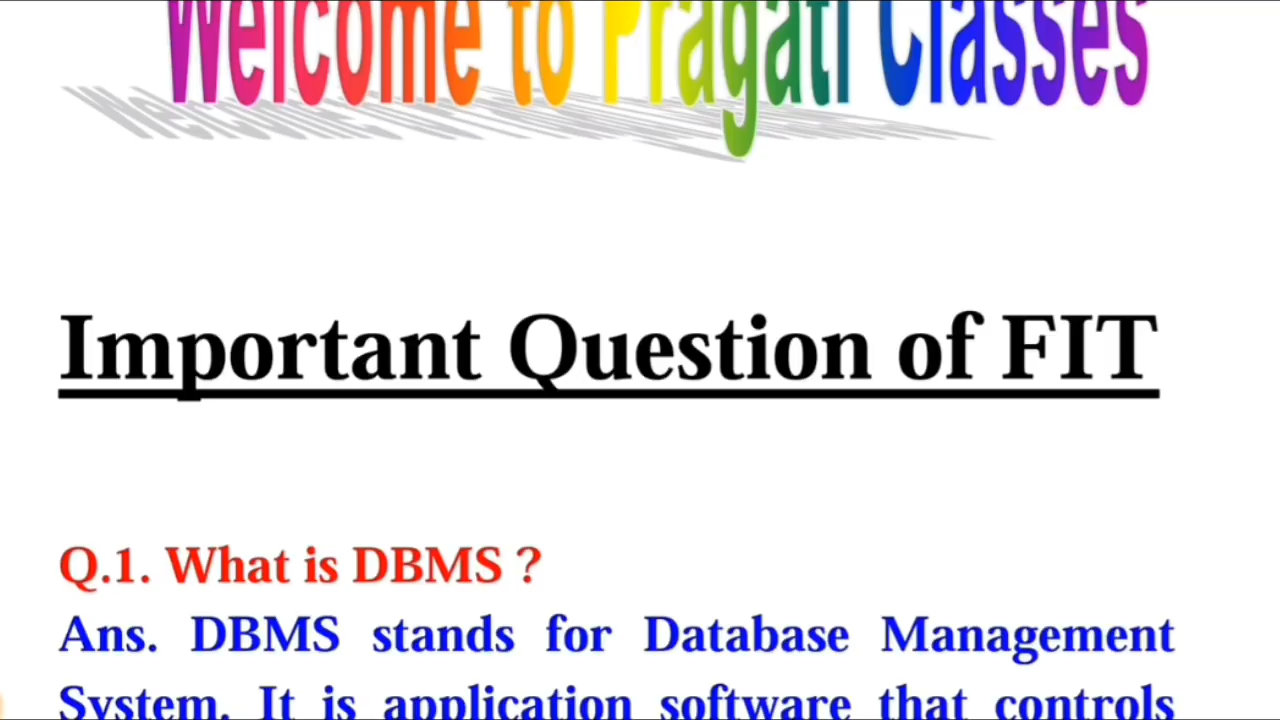 Welcome to Pragati Classes
Important Question of FIT
Q.1. What is DBMS ?
Ans. DBMS stands for Database Management
System. It is application software that controls